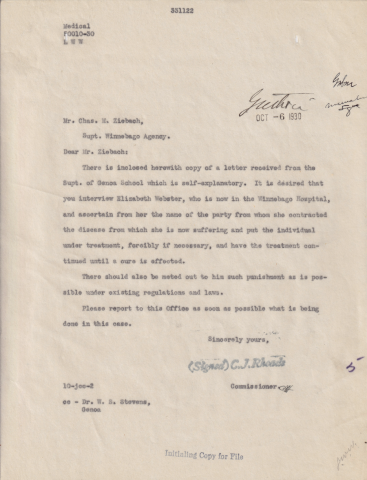 331122
Medical
F0010-30
L W W
Guthrie
OCT -6 1930
Mr. Chas. E. Ziebach,
Supt. Winnebago Agency.
Dear Mr. Ziebach:
There is inclosed herewith copy of a letter received from the
Supt. of Genoa School which is self-explanatory. It is desired that
you interview Elizabeth Webster, who is now in the Winnebago Hospital,
and ascertain from her the name of the party from whom she contracted
the disease from which she is now suffering and put the individual
under treatment, forcibly if necessary, and have the treatment con-
tinued until a cure is affected.
There should also be meted out to him such punishment as is pos-
sible under existing regulations and laws.
Please report to this Office as soon as possible what is being
done in this case.
Sincerely yours,
(Signed) C.J. Rhoads
5
10-jcm-2
Commissioner
cc - Dr. W. S. Stevens,
Genoa
Initialing Copy for File